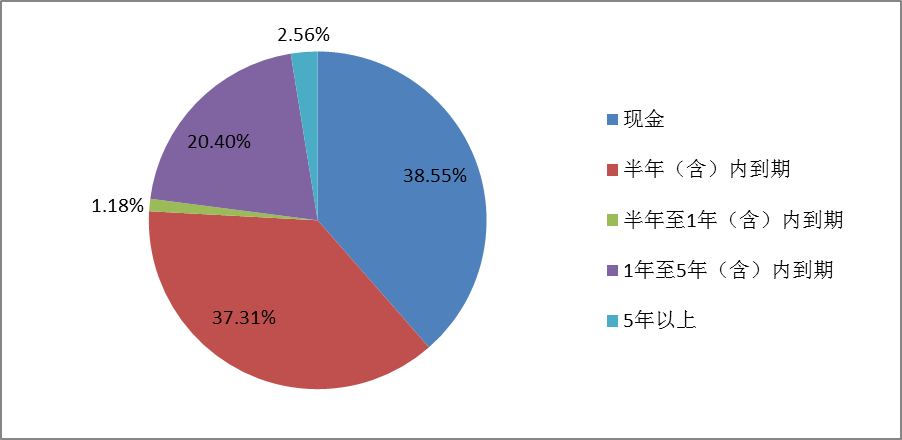 2.56%
38.55%
20.40%
1.18%
37.31%
现金
半年（含）内到期
半年至1年（含）内到期
1年至5年（含）内到期
5年以上